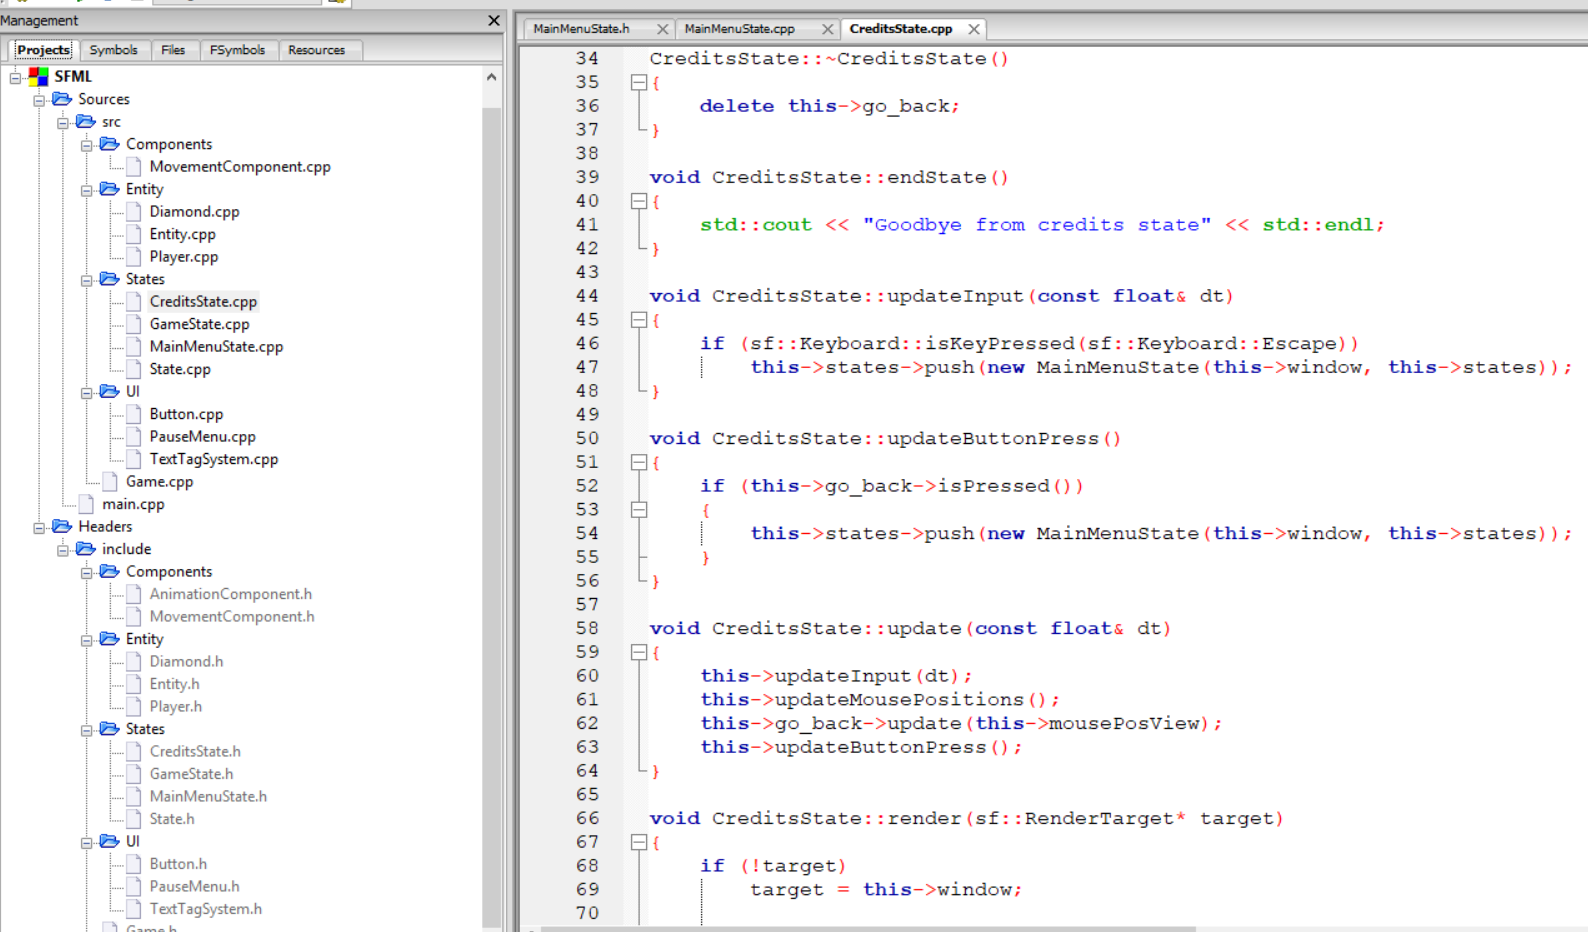 Management
Projects Symbols Files FSymbols Resources
SFML
Sources
src
Components
MovementComponent.cpp
Entity
Diamond.cpp
Entity.cpp
Player.cpp
States
CreditsState.cpp
GameState.cpp
MainMenuState.cpp
State.cpp
UI
Button.cpp
PauseMenu.cpp
TextTagSystem.cpp
Game.cpp
main.cpp
Headers
include
Components
AnimationComponent.h
MovementComponent.h
Entity
Diamond.h
Entity.h
Player.h
States
CreditsState.h
GameState.h
MainMenuState.h
State.h
UI
Button.h
PauseMenu.h
TextTagSystem.h
Game.h
MainMenuState.h MainMenuState.cpp CreditsState.cpp
34 CreditsState::~CreditsState()
35 {
36 delete this->go_back;
37 }
38
39 void CreditsState::endState()
40 {
41 std::cout << "Goodbye from credits state" << std::endl;
42 }
43
44 void CreditsState::updateInput(const float& dt)
45 {
46 if (sf::Keyboard::isKeyPressed(sf::Keyboard::Escape))
47 this->states->push(new MainMenuState(this->window, this->states));
48 }
49
50 void CreditsState::updateButtonPress()
51 {
52 if (this->go_back->isPressed())
53 {
54 this->states->push(new MainMenuState(this->window, this->states));
55 }
56 }
57
58 void CreditsState::update(const float& dt)
59 {
60 this->updateInput(dt);
61 this->updateMousePositions();
62 this->go_back->update(this->mousePosView);
63 this->updateButtonPress();
64 }
65
66 void CreditsState::render(sf::RenderTarget* target)
67 {
68 if (!target)
69 target = this->window;
70